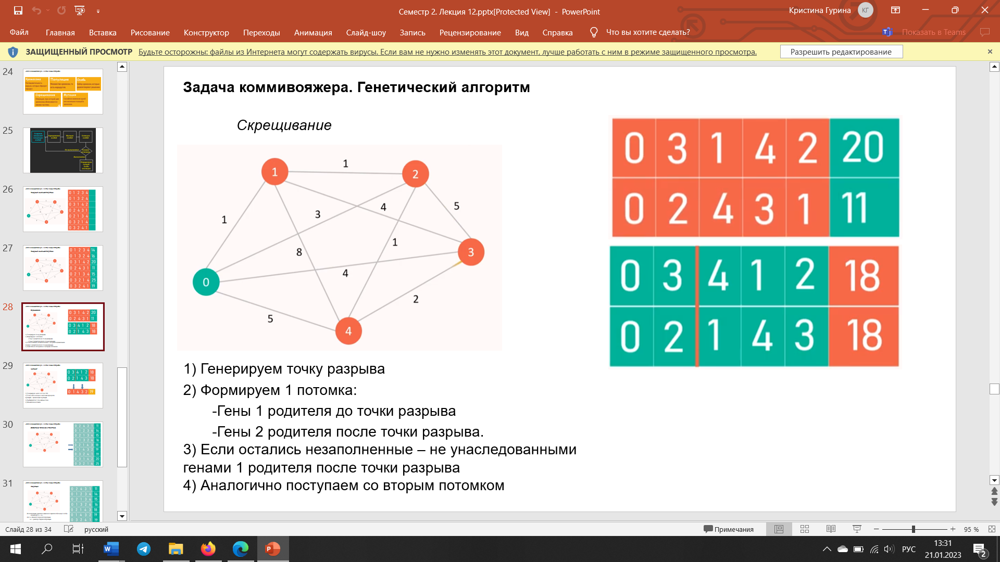 Семестр 2. Лекция 12.pptx[Protected View] - PowerPoint
Кристина Гурина
КГ
Файл
Главная
Вставка
Рисование
Конструктор
Переходы
Анимация
Слайд-шоу
Запись
Рецензирование
Вид
Справка
Что вы хотите сделать?
Показать в Teams
ЗАЩИЩЕННЫЙ ПРОСМОТР
Будьте осторожны: файлы из Интернета могут содержать вирусы. Если вам не нужно изменять этот документ, лучше работать с ним в режиме защищенного просмотра.
Разрешить редактирование
24
25
26
27
28
29
30
31
Задача коммивояжера. Генетический алгоритм
Скрещивание
1
1
2
1
3
4
5
8
1
3
0
4
2
5
4
0 3 1 4 2 20
0 2 4 3 1 11
0 3 4 1 2 18
0 2 1 4 3 18
1) Генерируем точку разрыва
2) Формируем 1 потомка:
-Гены 1 родителя до точки разрыва
-Гены 2 родителя после точки разрыва.
3) Если остались незаполненные – не унаследованными
генами 1 родителя после точки разрыва
4) Аналогично поступаем со вторым потомком
Слайд 28 из 34
русский
Примечания
95 %
РУС
13:31
21.01.2023
2